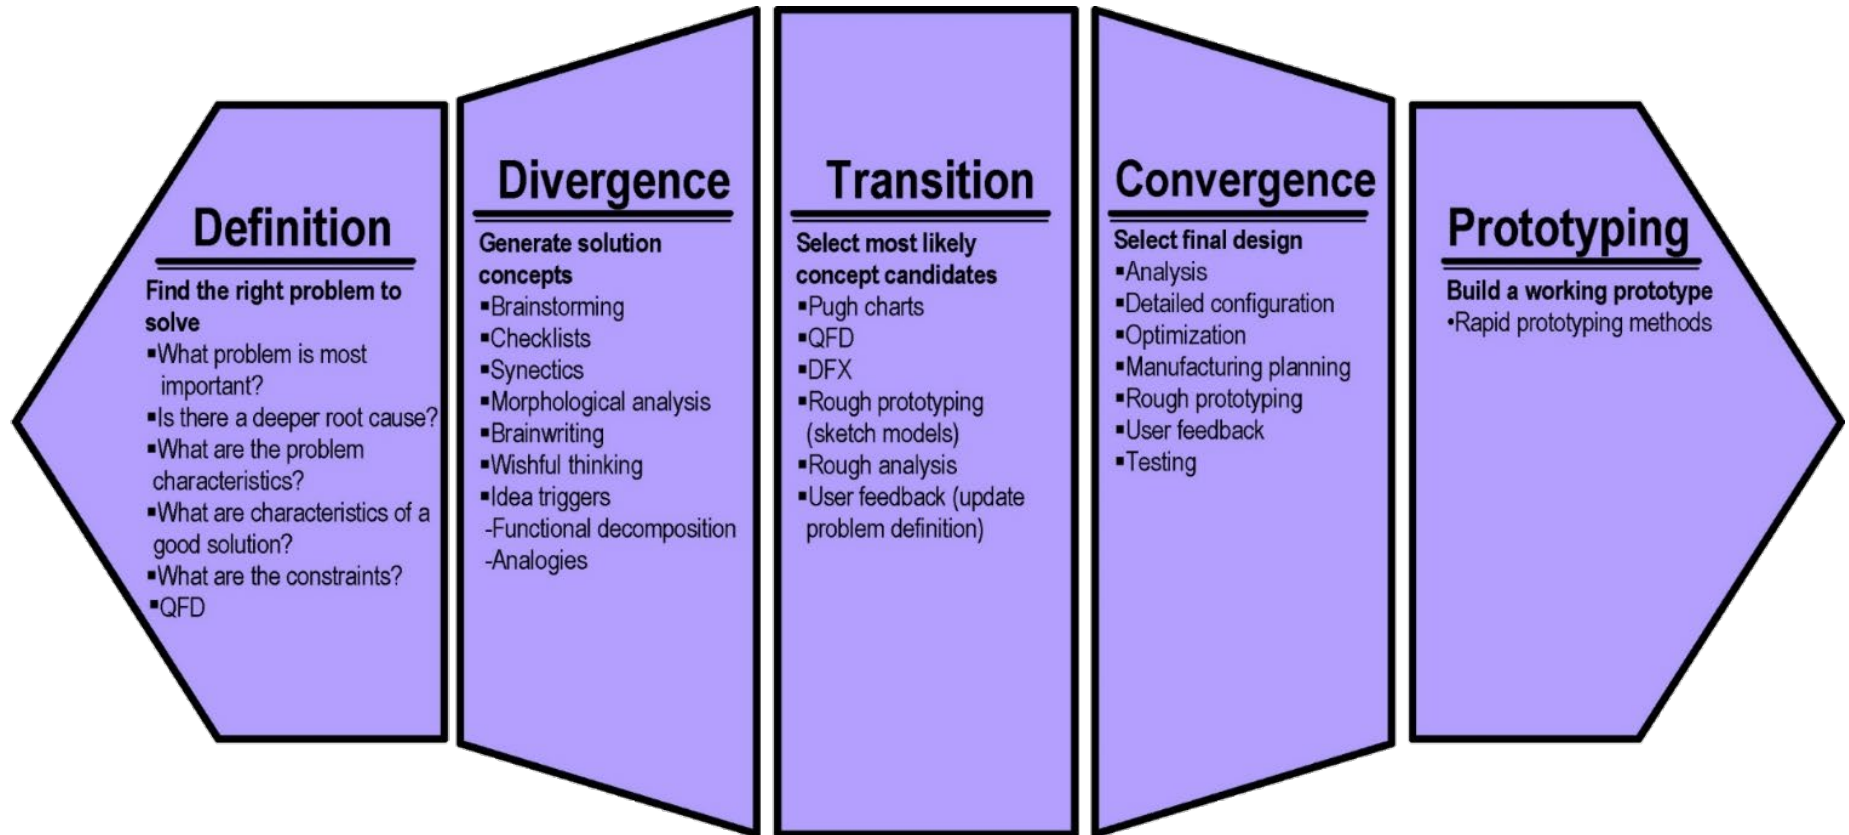 Definition
Find the right problem to
solve
▪What problem is most
important?
▪Is there a deeper root cause?
▪What are the problem
characteristics?
▪What are characteristics of a
good solution?
▪What are the constraints?
▪QFD
Divergence
Generate solution
concepts
▪Brainstorming
▪Checklists
▪Synectics
▪Morphological analysis
▪Brainwriting
▪Wishful thinking
▪Idea triggers
-Functional decomposition
-Analogies
Transition
Select most likely
concept candidates
▪Pugh charts
▪QFD
▪DFX
▪Rough prototyping
(sketch models)
▪Rough analysis
▪User feedback (update
problem definition)
Convergence
Select final design
▪Analysis
▪Detailed configuration
▪Optimization
▪Manufacturing planning
▪Rough prototyping
▪User feedback
▪Testing
Prototyping
Build a working prototype
•Rapid prototyping methods